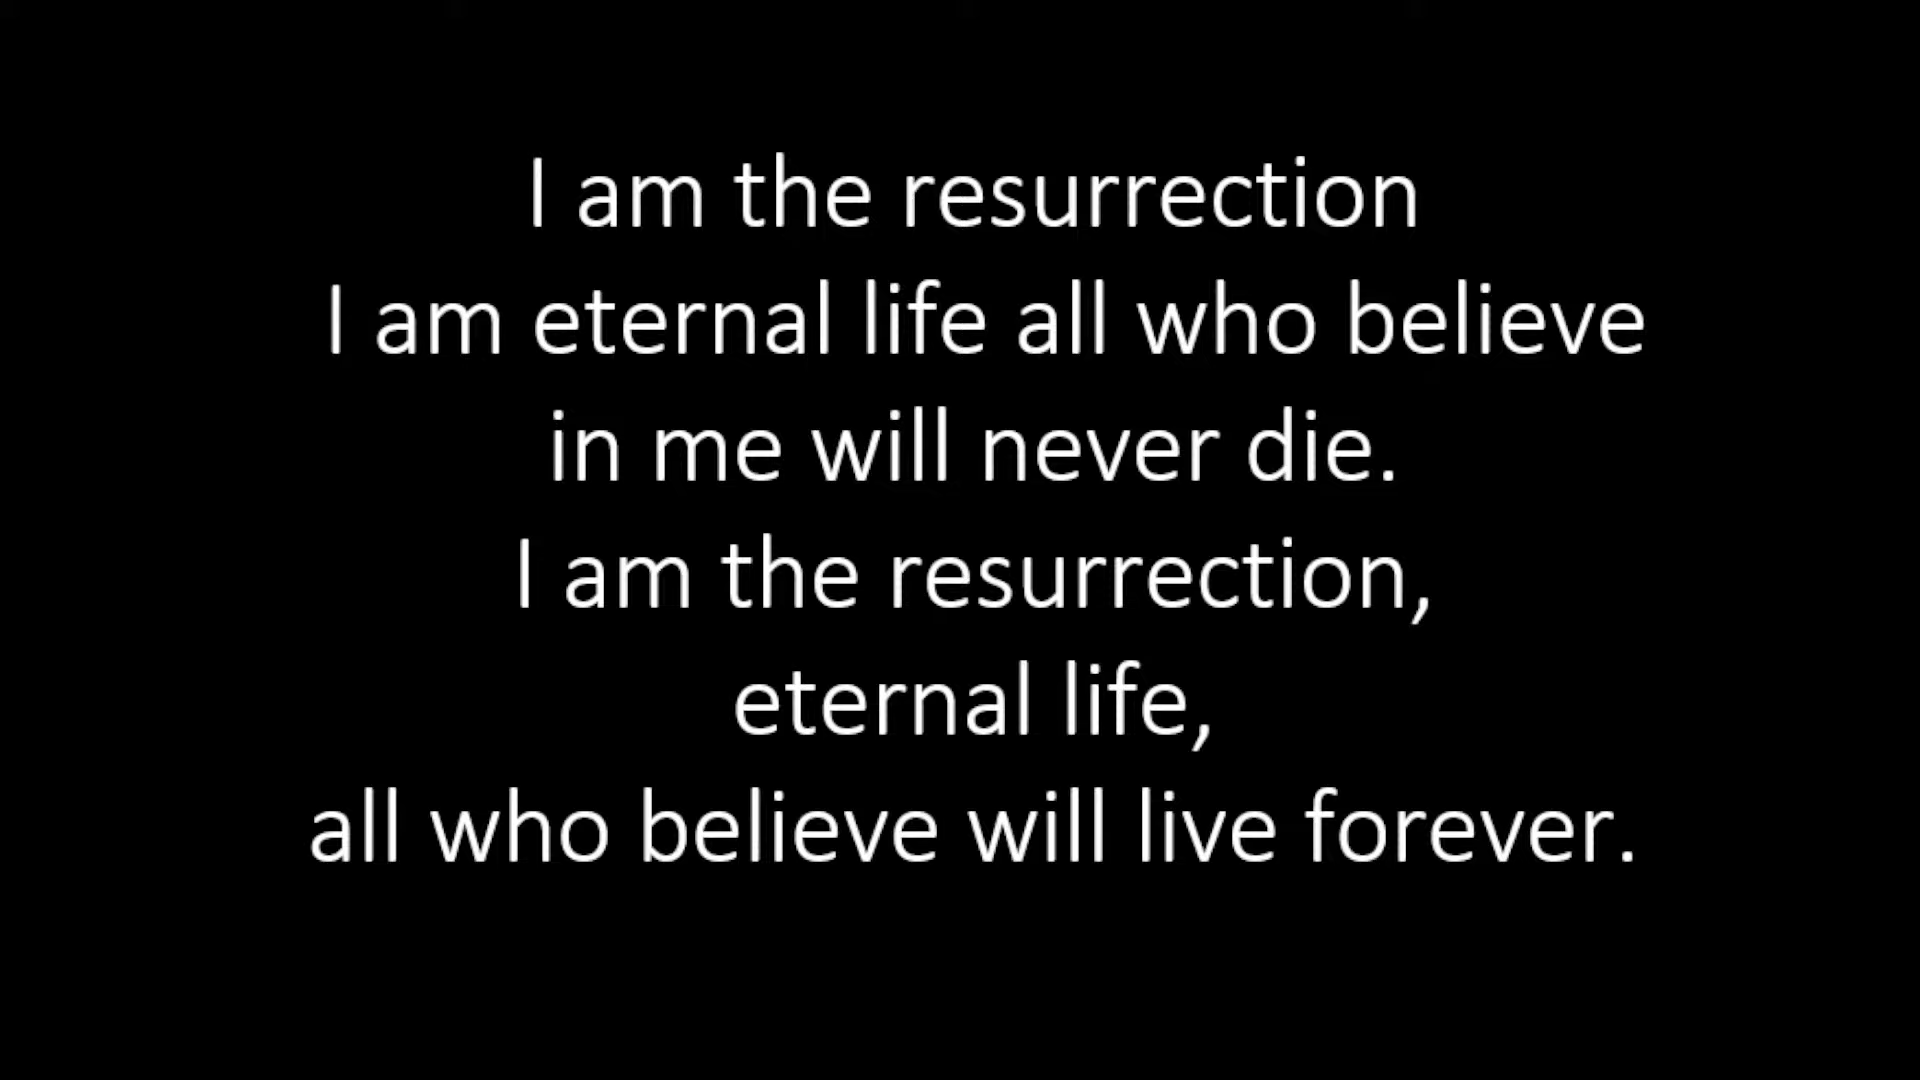 I am the resurrection
I am eternal life all who believe
in me will never die.
I am the resurrection,
eternal life,
all who believe will live forever.